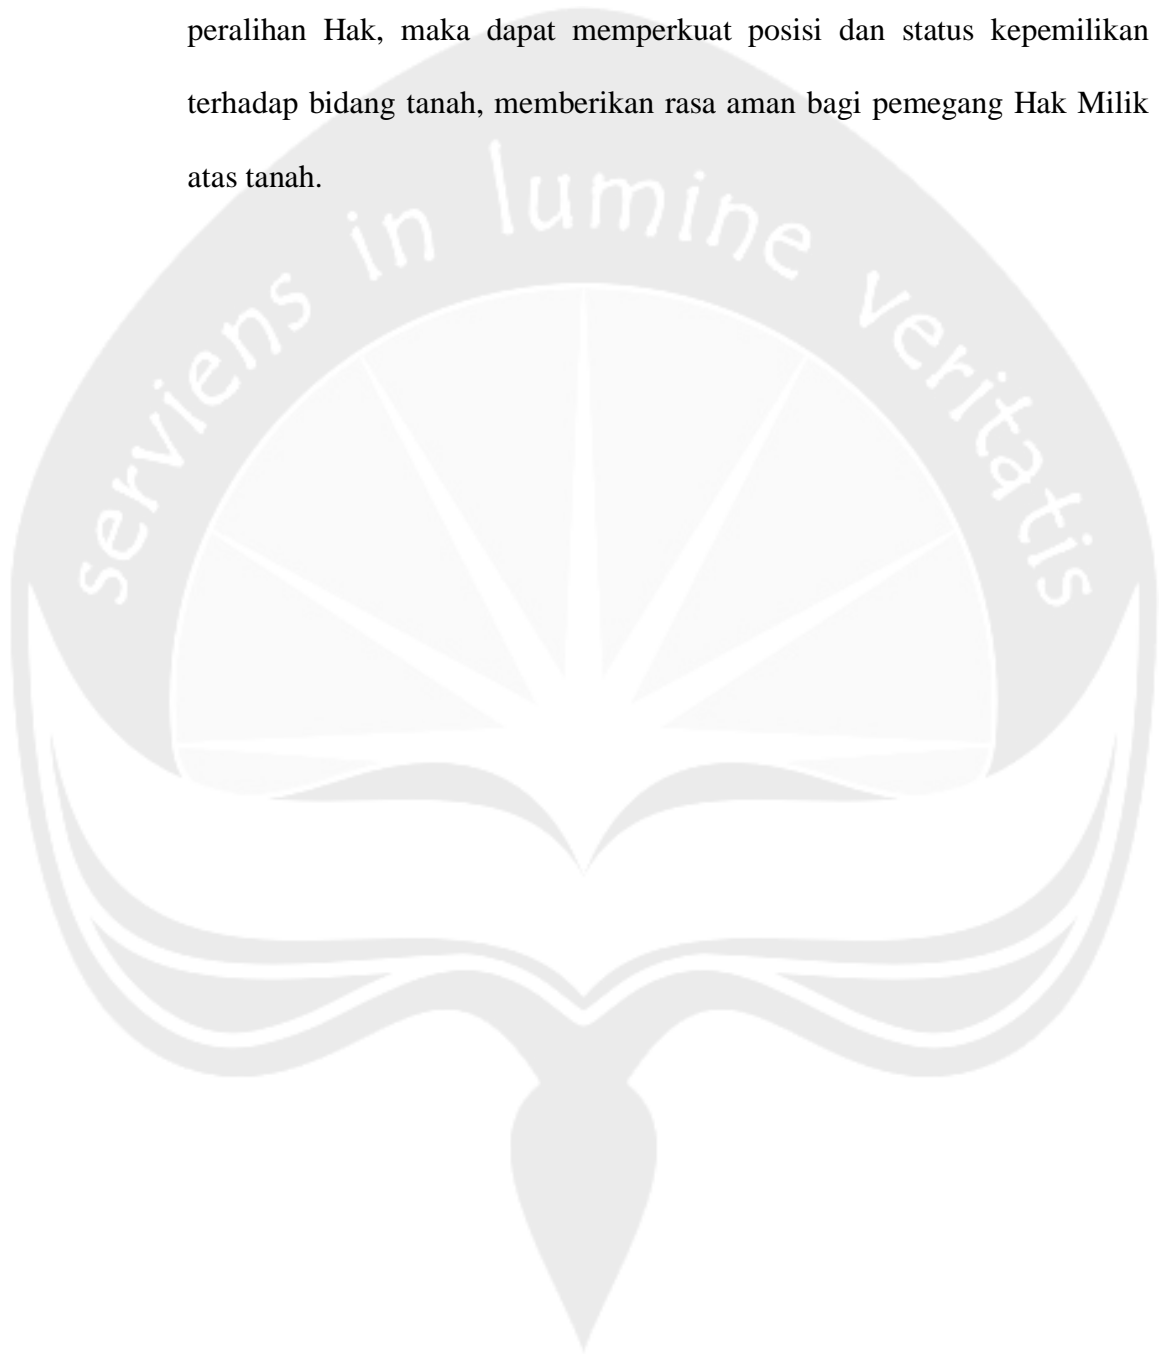 peralihan Hak, maka dapat memperkuat posisi dan status kepemilikan
terhadap bidang tanah, memberikan rasa aman bagi pemegang Hak Milik
atas tanah.
serviens in lumine veritatis